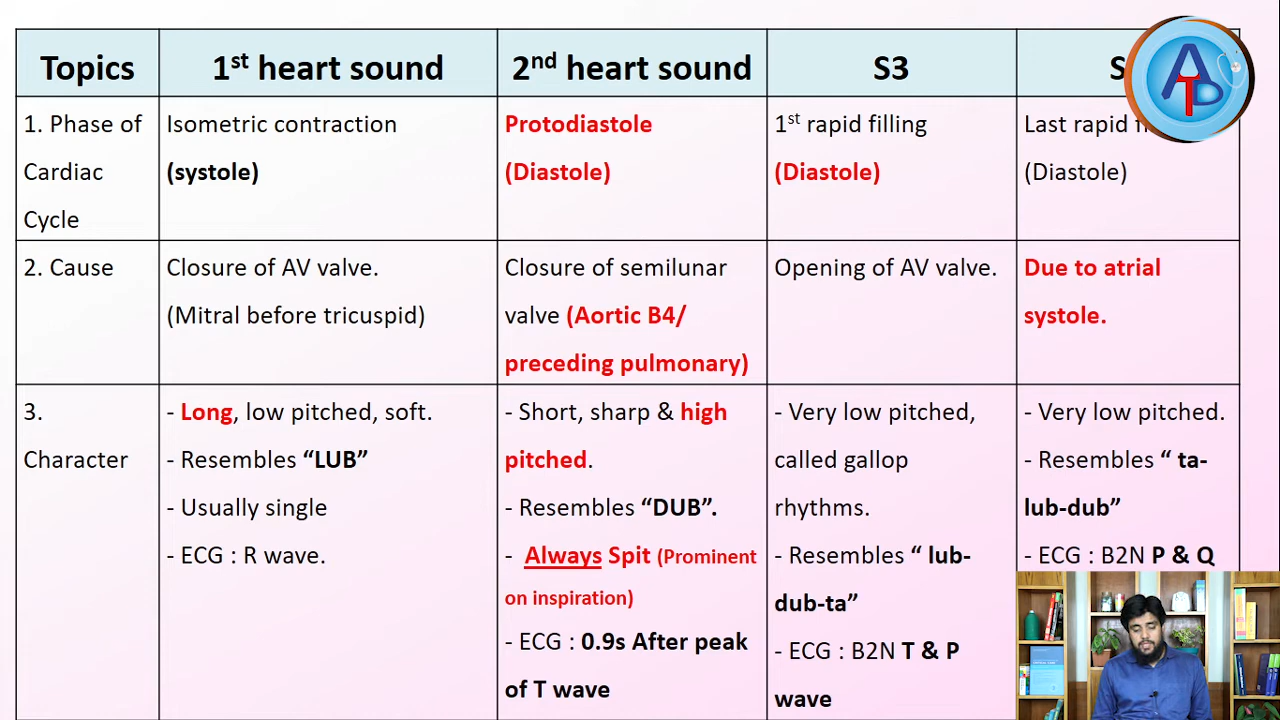 Topics
1st heart sound
2nd heart sound
S3
S
1. Phase of
Cardiac
Cycle
Isometric contraction
(systole)
Protodiastole
(Diastole)
1st rapid filling
(Diastole)
Last rapid
(Diastole)
2. Cause
Closure of AV valve.
(Mitral before tricuspid)
Closure of semilunar
valve (Aortic B4/
preceding pulmonary)
Opening of AV valve.
Due to atrial
systole.
3.
Character
- Long, low pitched, soft.
- Resembles “LUB”
- Usually single
- ECG : R wave.
- Short, sharp & high
pitched.
- Resembles “DUB”.
- Always Spit (Prominent
on inspiration)
- ECG : 0.9s After peak
of T wave
- Very low pitched,
called gallop
rhythms.
- Resembles “ lub-
dub-ta”
- ECG : B2N T & P
wave
- Very low pitched.
- Resembles “ ta-
lub-dub”
- ECG : B2N P & Q
ATB